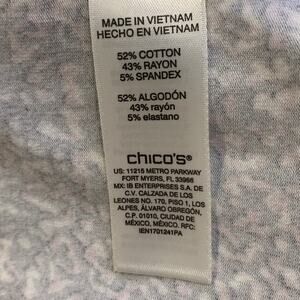 MADE IN VIETNAM
HECHO EN VIETNAM
52% COTTON
43% RAYON
5% SPANDEX
52% ALGODÓN
43% rayón
5% elastano
chico's®
US: 11215 METRO PARKWAY
FORT MYERS, FL 33966
MX: IB ENTERPRISES S.A. DE
C.V. CALZADA DE LOS
LEONES NO. 170, PISO 1, LOS
ALPES, ÁLVARO OBREGÓN,
C.P. 01010, CIUDAD DE
MÉXICO, MÉXICO. RFC:
IEN1701241PA